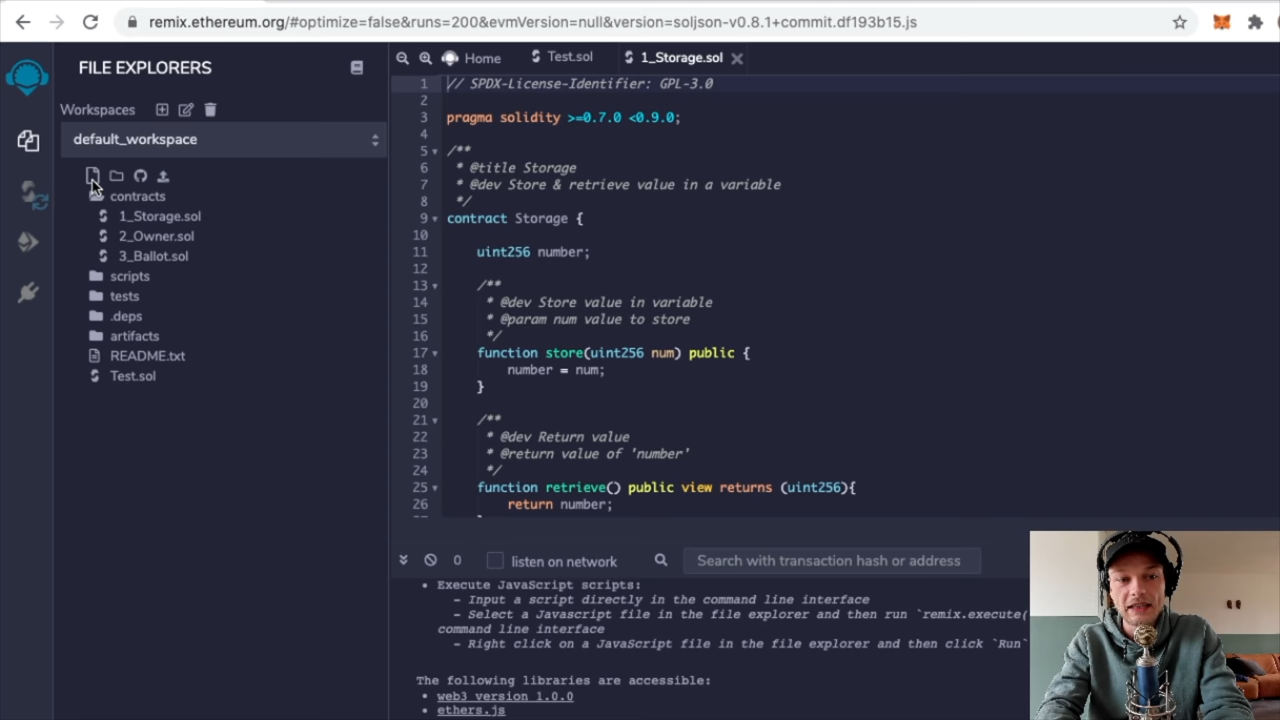 remix.ethereum.org/#optimize=false&runs=200&evmVersion=null&version=soljson-v0.8.1+commit.df193b15.js
FILE EXPLORERS
Workspaces
default_workspace
contracts
1_Storage.sol
2_Owner.sol
3_Ballot.sol
scripts
tests
.deps
artifacts
README.txt
Test.sol
Home
Test.sol
1_Storage.sol
1 // SPDX-License-Identifier: GPL-3.0
2
3 pragma solidity >=0.7.0 <0.9.0;
4
5 /**
6 * @title Storage
7 * @dev Store & retrieve value in a variable
8 */
9 contract Storage {
10
11 uint256 number;
12
13 /**
14 * @dev Store value in variable
15 * @param num value to store
16 */
17 function store(uint256 num) public {
18 number = num;
19 }
20
21 /**
22 * @dev Return value
23 * @return value of 'number'
24 */
25 function retrieve() public view returns (uint256){
26 return number;
0
listen on network
Search with transaction hash or address
• Execute JavaScript scripts:
- Input a script directly in the command line interface
- Select a Javascript file in the file explorer and then run `remix.execute(
command line interface
- Right click on a JavaScript file in the file explorer and then click `Run`
The following libraries are accessible:
• web3 version 1.0.0
• ethers.js